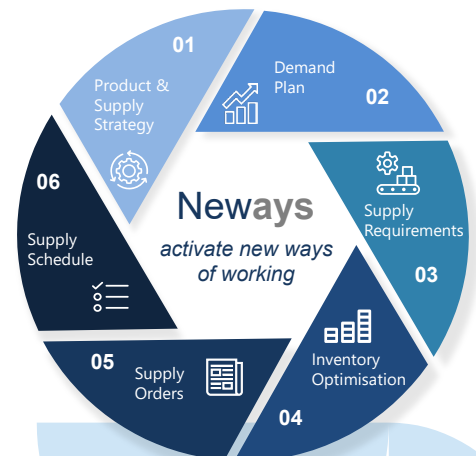 01
Product &
Supply
Strategy
Demand
Plan
02
Supply
Requirements
03
Inventory
Optimisation
04
05
Supply
Orders
06
Supply
Schedule
Neways
activate new ways
of working